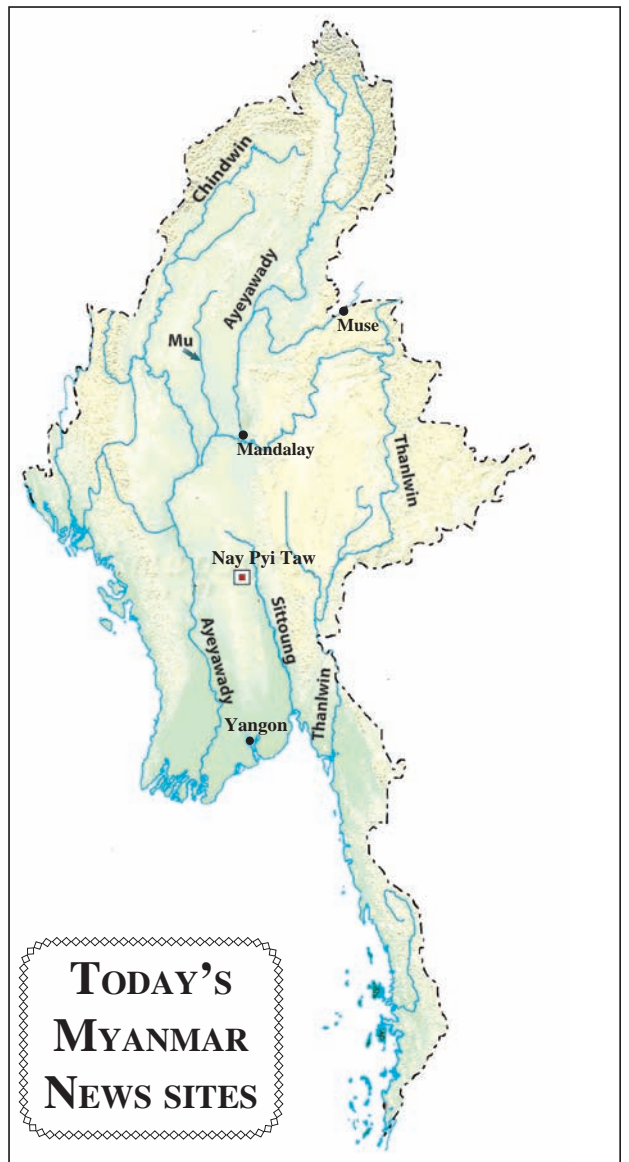 Chindwin
Ayeyawady
Muse
Mu
Mandalay
Thanlwin
Nay Pyi Taw
Sittoung
Ayeyawady
Thanlwin
Yangon
TODAY'S
MYANMAR
NEWS SITES